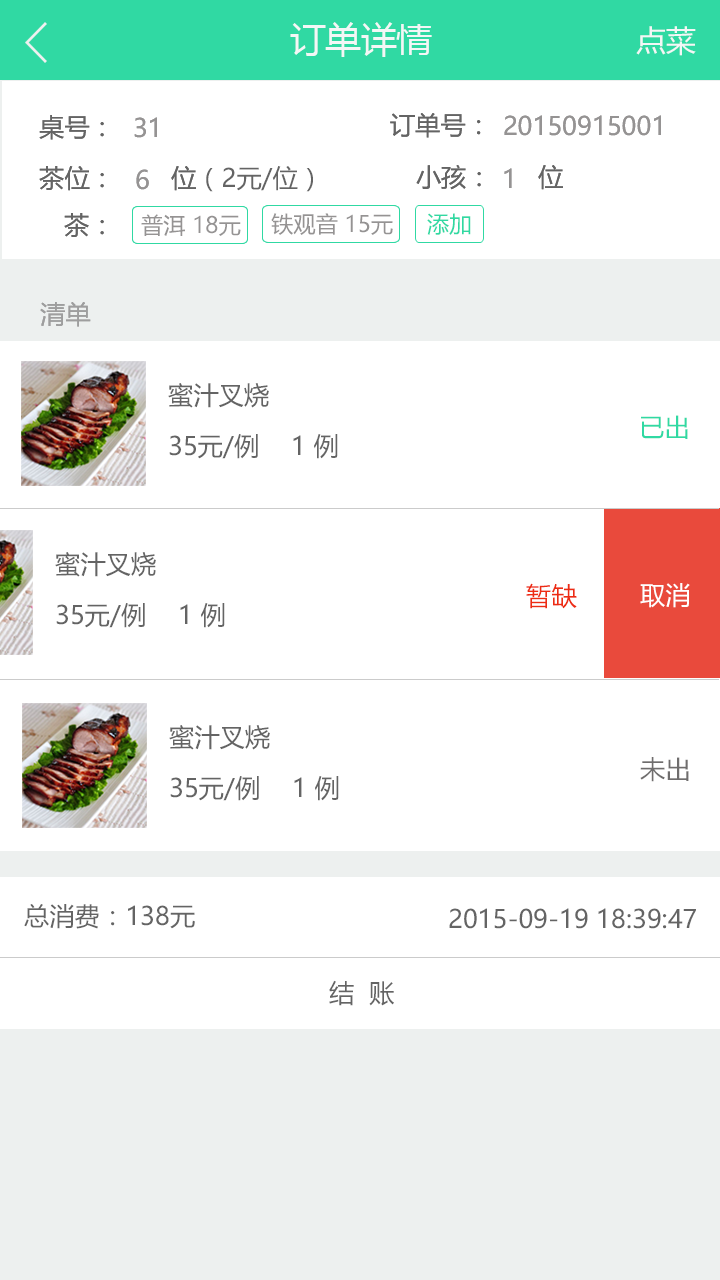 订单详情 点菜
桌号： 31 订单号： 20150915001
茶位： 6 位（2元/位） 小孩： 1 位
茶： 普洱 18元 铁观音 15元 添加
清单
蜜汁叉烧
35元/例 1 例 已出
蜜汁叉烧
35元/例 1 例 暂缺 取消
蜜汁叉烧
35元/例 1 例 未出
总消费：138元 2015-09-19 18:39:47
结 账